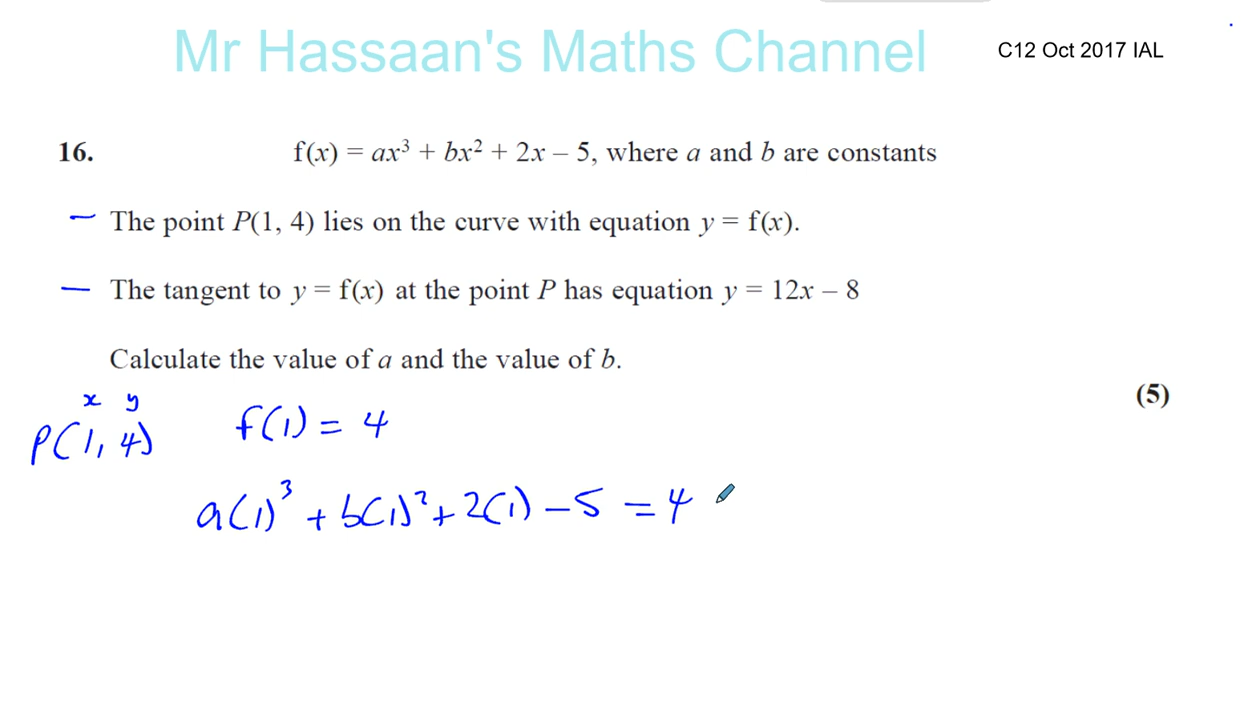 Mr Hassaan's Maths Channel
C12 Oct 2017 IAL
16. f(x) = ax³ + bx² + 2x – 5, where a and b are constants
The point P(1, 4) lies on the curve with equation y = f(x).
The tangent to y = f(x) at the point P has equation y = 12x – 8
Calculate the value of a and the value of b.
(5)
x y
P(1, 4) f(1) = 4
a(1)³ + b(1)² + 2(1) – 5 = 4